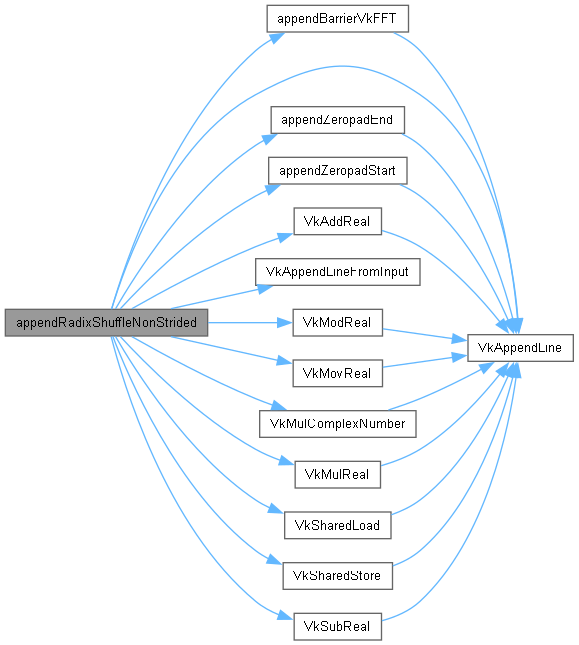 appendBarrierVkFFT
appendZeropadEnd
appendZeropadStart
VkAddReal
VkAppendLineFromInput
appendRadixShuffleNonStrided
VkModReal
VkAppendLine
VkMovReal
VkMulComplexNumber
VkMulReal
VkSharedLoad
VkSharedStore
VkSubReal